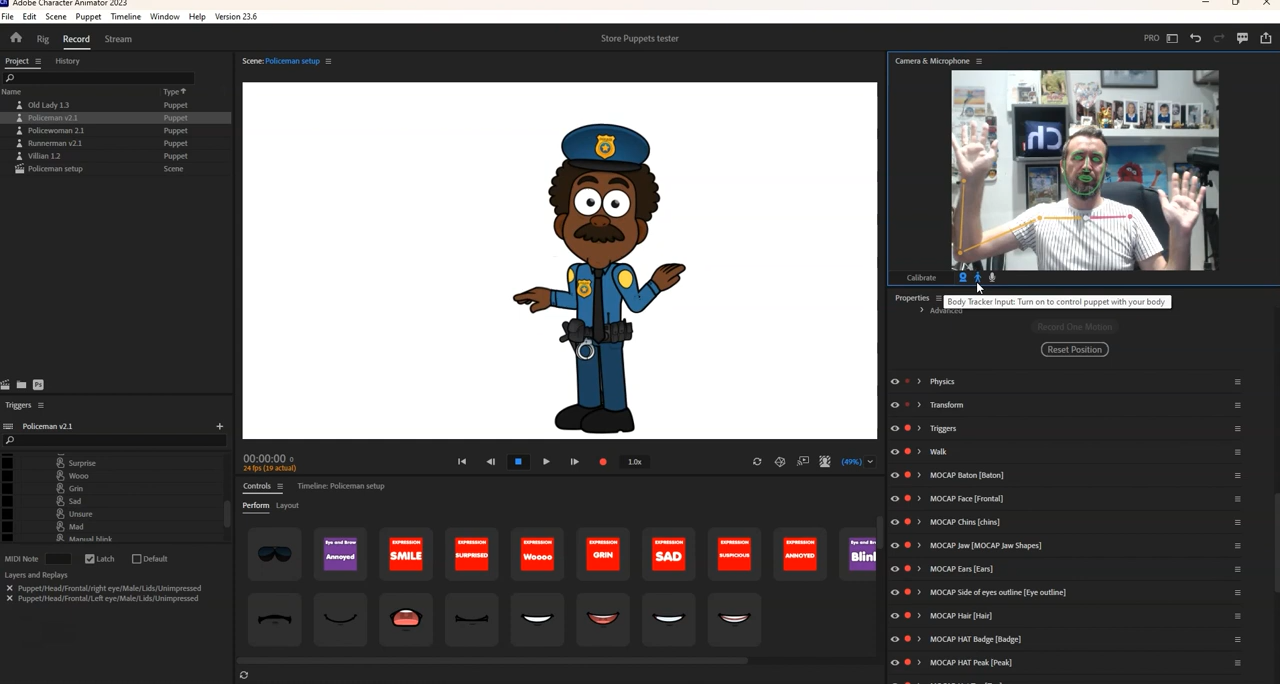 Adobe Character Animator 2023
File Edit Scene Puppet Timeline Window Help Version 23.6
Rig Record Stream
Store Puppets tester
PRO
Project History
Name Type
Old Lady 1.3 Puppet
Policeman v2.1 Puppet
Policewoman 2.1 Puppet
Runnerman v2.1 Puppet
Villian 1.2 Puppet
Policeman setup Scene
Ps
Triggers
Policeman v2.1
Surprise
Wooo
Grin
Sad
Unsure
Mad
Manual blink
MIDI Note Latch Default
Layers and Replays
Puppet/Head/Frontal/right eye/Male/Lids/Unimpressed
Puppet/Head/Frontal/Left eye/Male/Lids/Unimpressed
Scene: Policeman setup
00:00:00 0
24 fps (19 actual)
1.0x
(49%)
Controls Timeline: Policeman setup
Perform Layout
Eye and Brow Annoyed
EXPRESSION SMILE
EXPRESSION SURPRISED
EXPRESSION Woooo
EXPRESSION GRIN
EXPRESSION SAD
EXPRESSION SUSPICIOUS
EXPRESSION ANNOYED
Eye and Brow Blin
Camera & Microphone
Ch
Calibrate
Body Tracker Input: Turn on to control puppet with your body
Properties
Advanced
Record One Motion
Reset Position
Physics
Transform
Triggers
Walk
MOCAP Baton [Baton]
MOCAP Face [Frontal]
MOCAP Chins [chins]
MOCAP Jaw [MOCAP Jaw Shapes]
MOCAP Ears [Ears]
MOCAP Side of eyes outline [Eye outline]
MOCAP Hair [Hair]
MOCAP HAT Badge [Badge]
MOCAP HAT Peak [Peak]